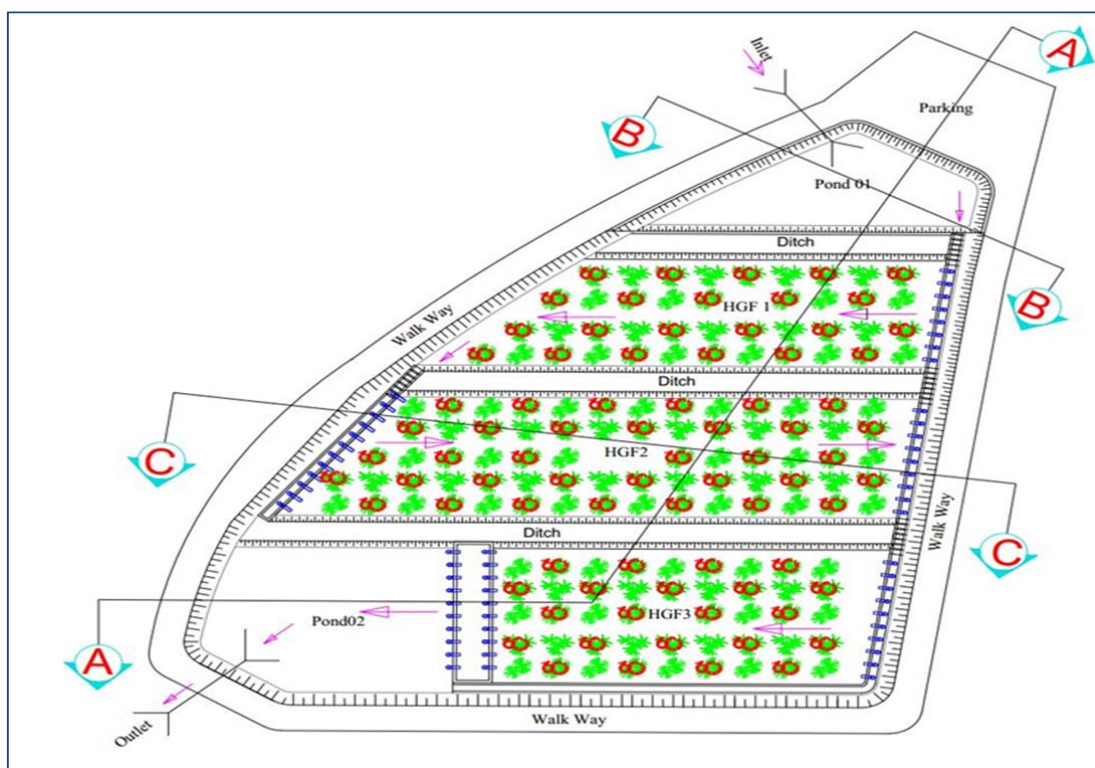 Inlet
A
Parking
B
Pond 01
Ditch
B
HGF 1
Walk Way
Ditch
C
HGF2
Walk Way
C
Ditch
HGF3
Pond02
A
Outlet
Walk Way